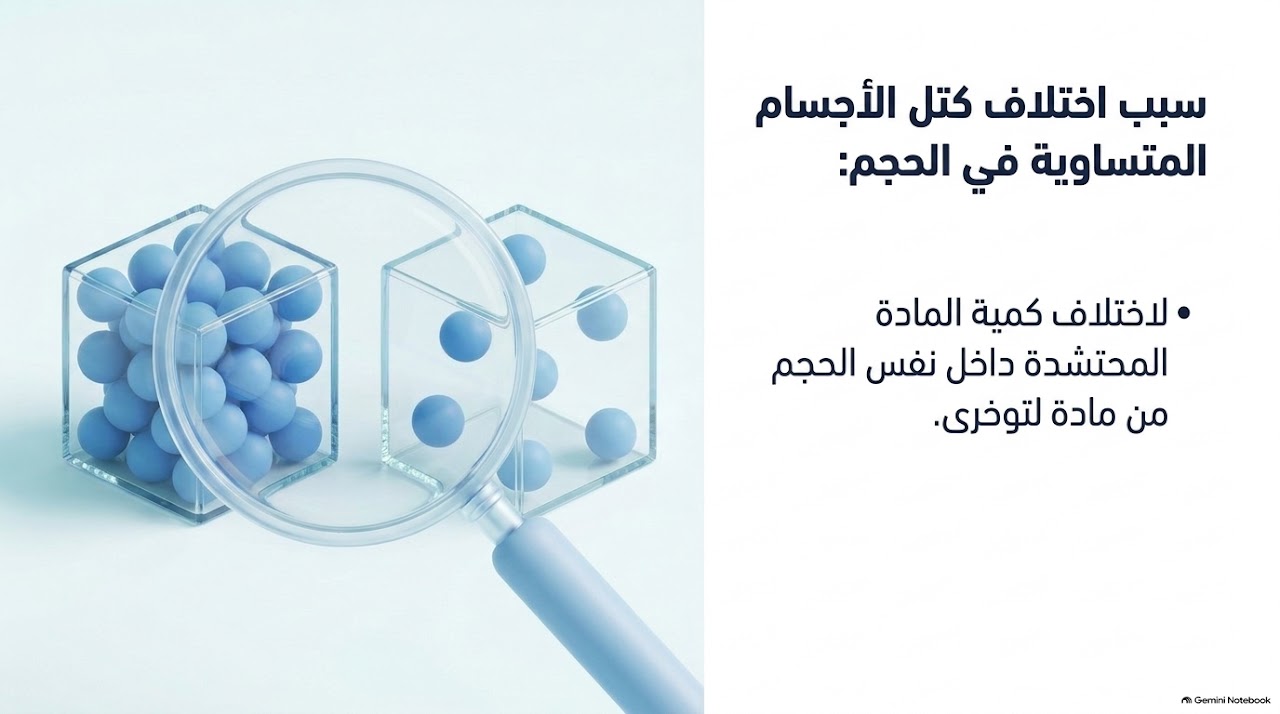 سبب اختلاف كتل الأجسام
المتساوية في الحجم:
• لاختلاف كمية المادة
المحتشدة داخل نفس الحجم
من مادة لتوخرى.
Gemini Notebook